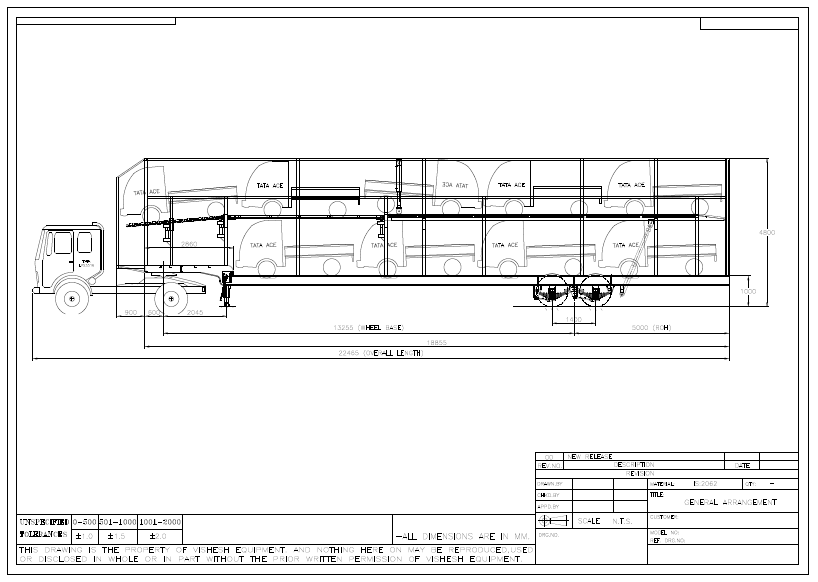 TATA ACE
TATA ACE
3OA ATAT
TATA ACE
TATA ACE
TATA ACE
TATA ACE
TATA ACE
TATA ACE
2860
4800
1000
900
600
2045
1400
13255 (WHEEL BASE)
5000 (ROH)
18855
22465 (OVERALL LENGTH)
00 NEW RELEASE
REV.NO DESCRIPTION DATE
REVISION
DRAWN.BY
CHKD.BY
APPD.BY
MATERIAL IS:2062 QTY: -
TITLE
GENERAL ARRANGEMENT
SCALE N.T.S.
CUSTOMER:
DRG.NO.
MODEL NO:
REF DRG.NO:
UNSPECIFIED 0-500 501-1000 1001-2000
TOLERANCES ±1.0 ±1.5 ±2.0
-ALL DIMENSIONS ARE IN MM.
THIS DRAWING IS THE PROPERTY OF VISHESH EQUIPMENT. AND NOTHING HERE ON MAY BE REPRODUCED,USED
OR DISCLOSED IN WHOLE OR IN PART WITHOUT THE PRIOR WRITTEN PERMISSION OF VISHESH EQUIPMENT.